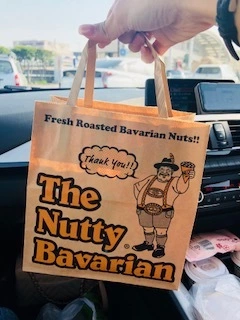 Fresh Roasted Bavarian Nuts!!
Thank You!!
The
Nutty
Bavarian
®